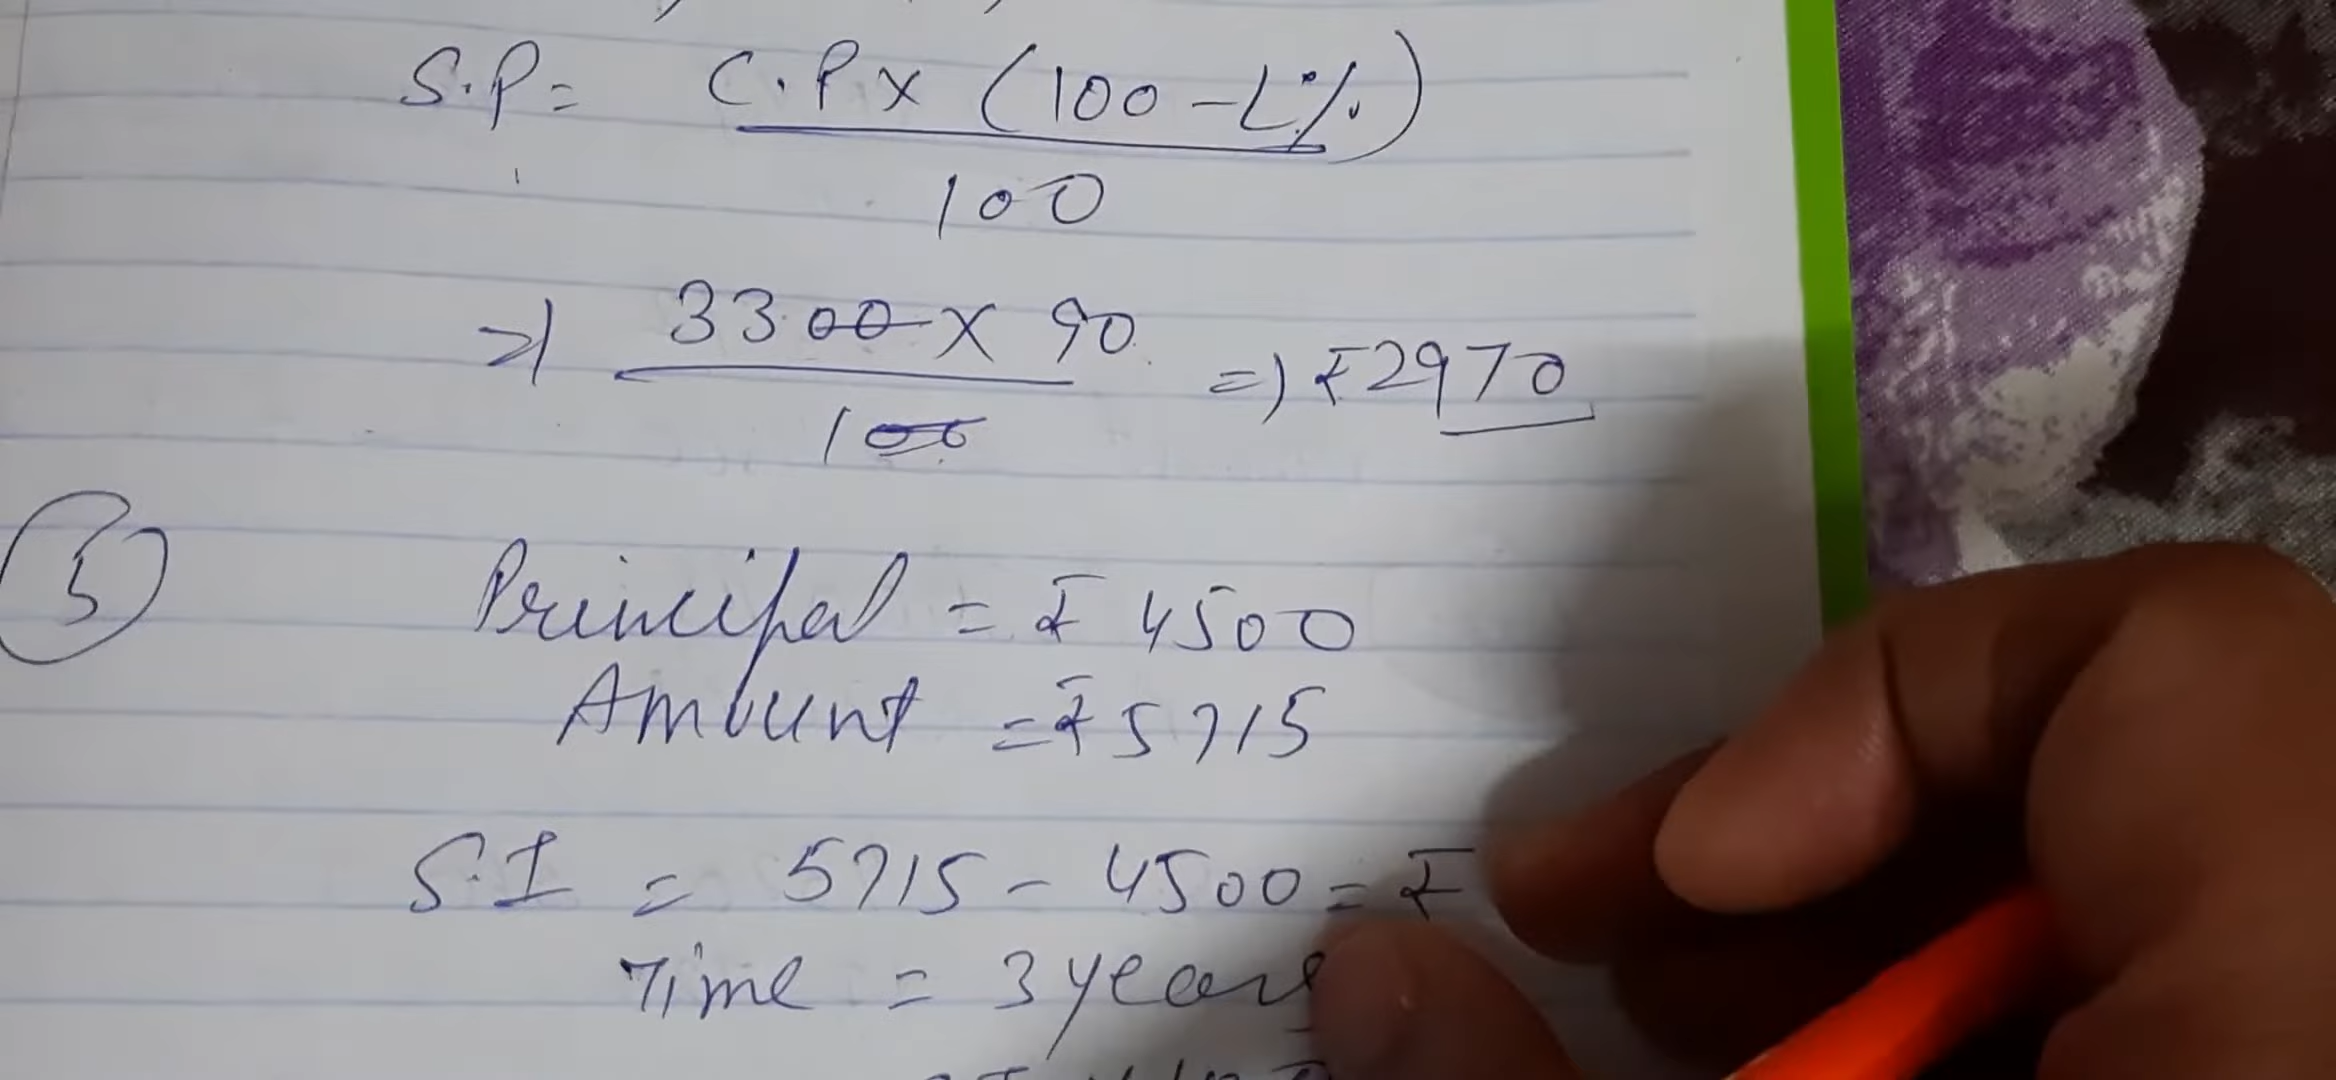 S.P = C.P x (100 - L%)
100
=) 3300 x 90 =) ₹2970
100
5 Principal = ₹ 4500
Amount = ₹5715
S.I = 5715 - 4500 = ₹
Time = 3 years